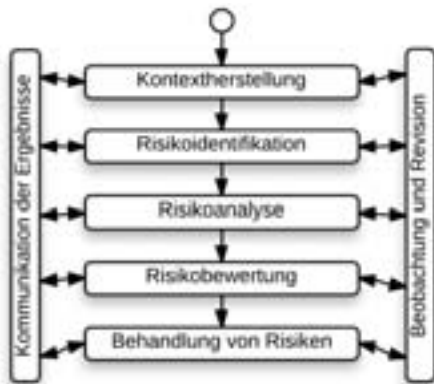 Kommunikation der Ergebnisse
Kontextherstellung
Risikoidentifikation
Risikoanalyse
Risikobewertung
Behandlung von Risiken
Beobachtung und Revision